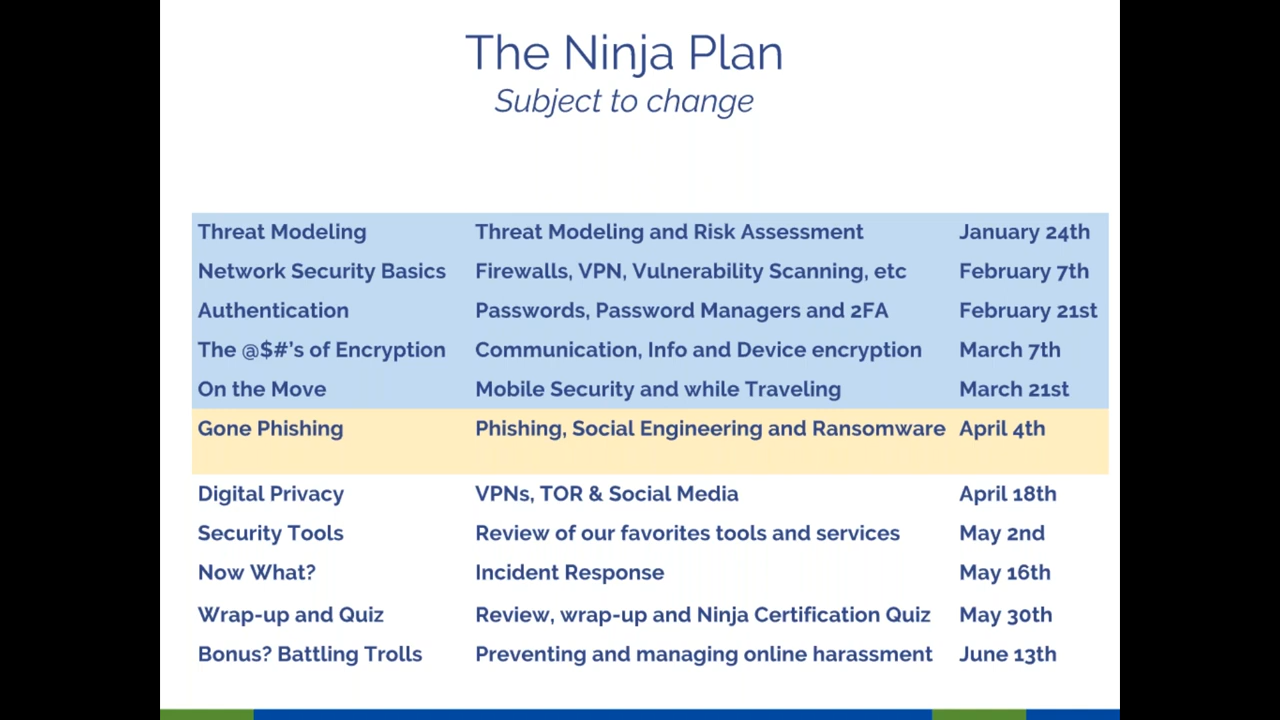 The Ninja Plan
Subject to change
Threat Modeling Threat Modeling and Risk Assessment January 24th
Network Security Basics Firewalls, VPN, Vulnerability Scanning, etc February 7th
Authentication Passwords, Password Managers and 2FA February 21st
The @$#'s of Encryption Communication, Info and Device encryption March 7th
On the Move Mobile Security and while Traveling March 21st
Gone Phishing Phishing, Social Engineering and Ransomware April 4th
Digital Privacy VPNs, TOR & Social Media April 18th
Security Tools Review of our favorites tools and services May 2nd
Now What? Incident Response May 16th
Wrap-up and Quiz Review, wrap-up and Ninja Certification Quiz May 30th
Bonus? Battling Trolls Preventing and managing online harassment June 13th